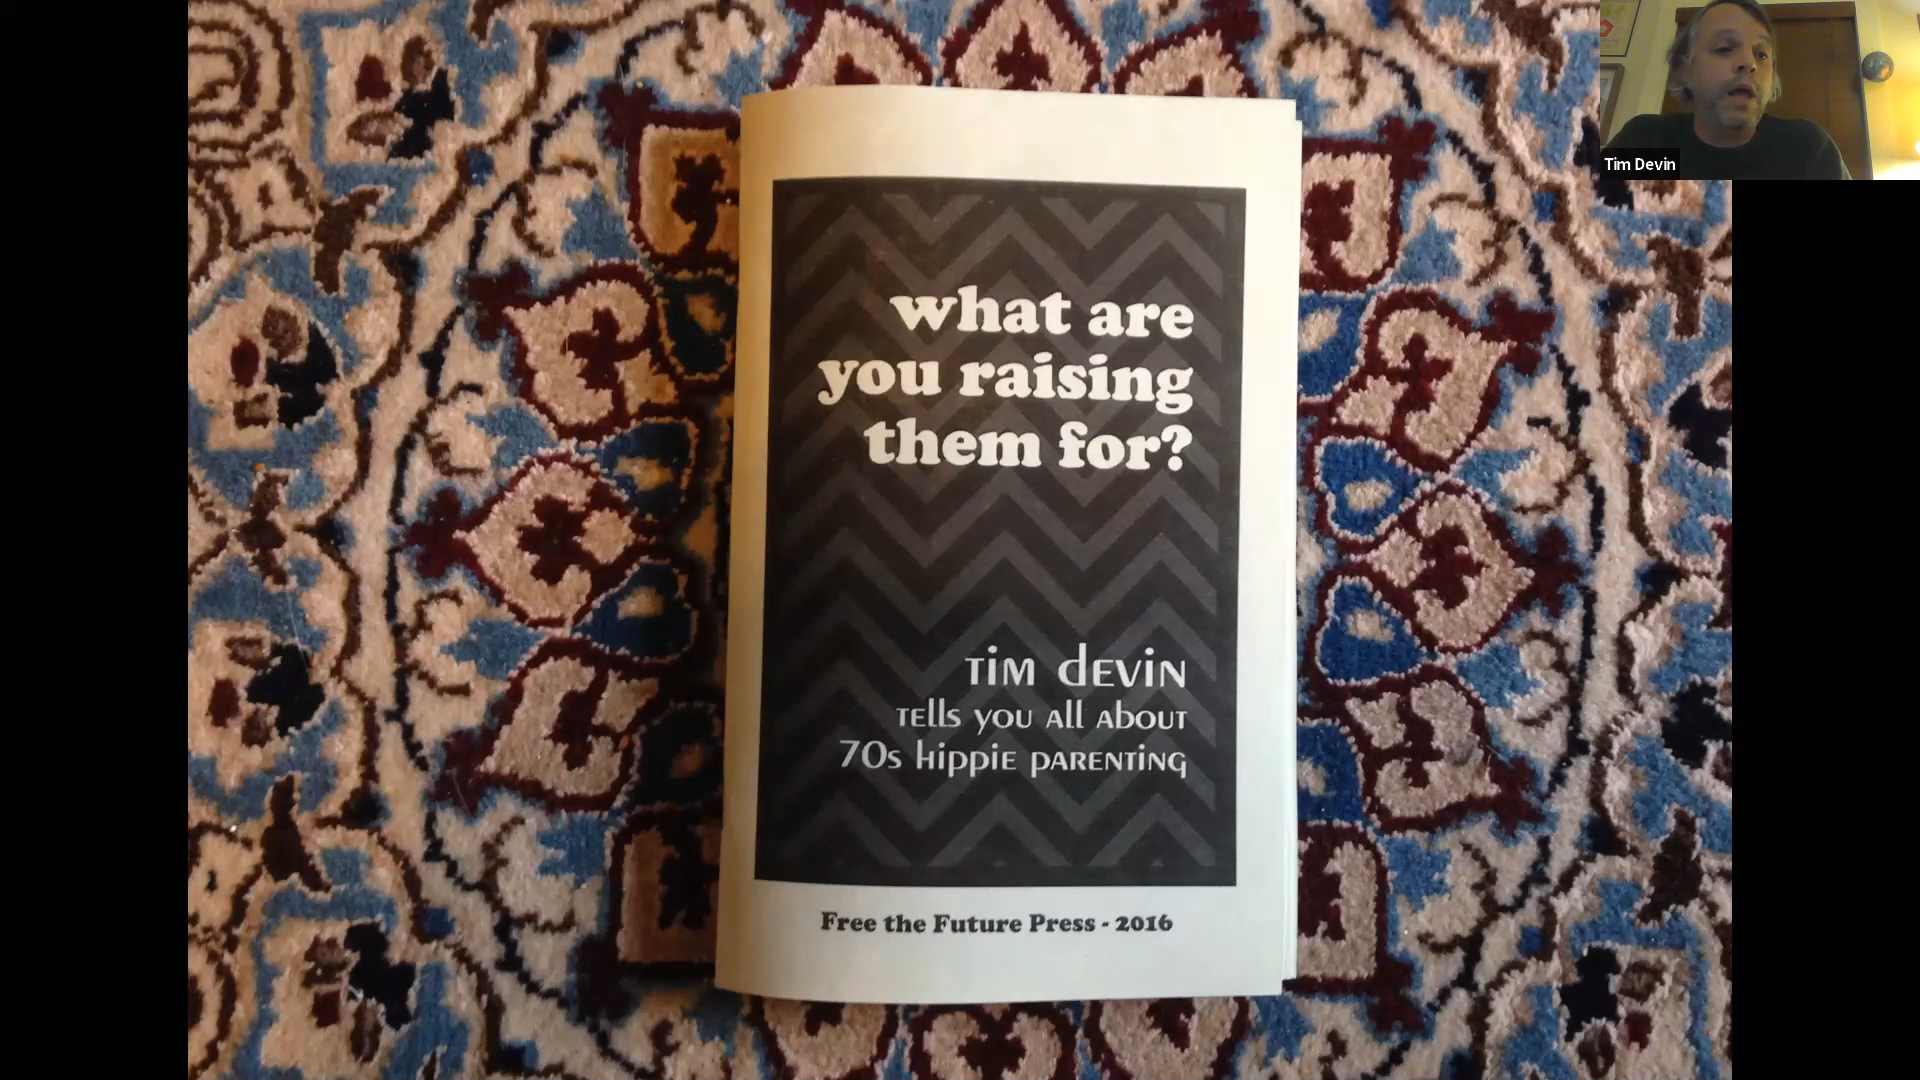 what are
you raising
them for?
Tim Devin
tells you all about
70s hippie parenting
Free the Future Press - 2016
Tim Devin